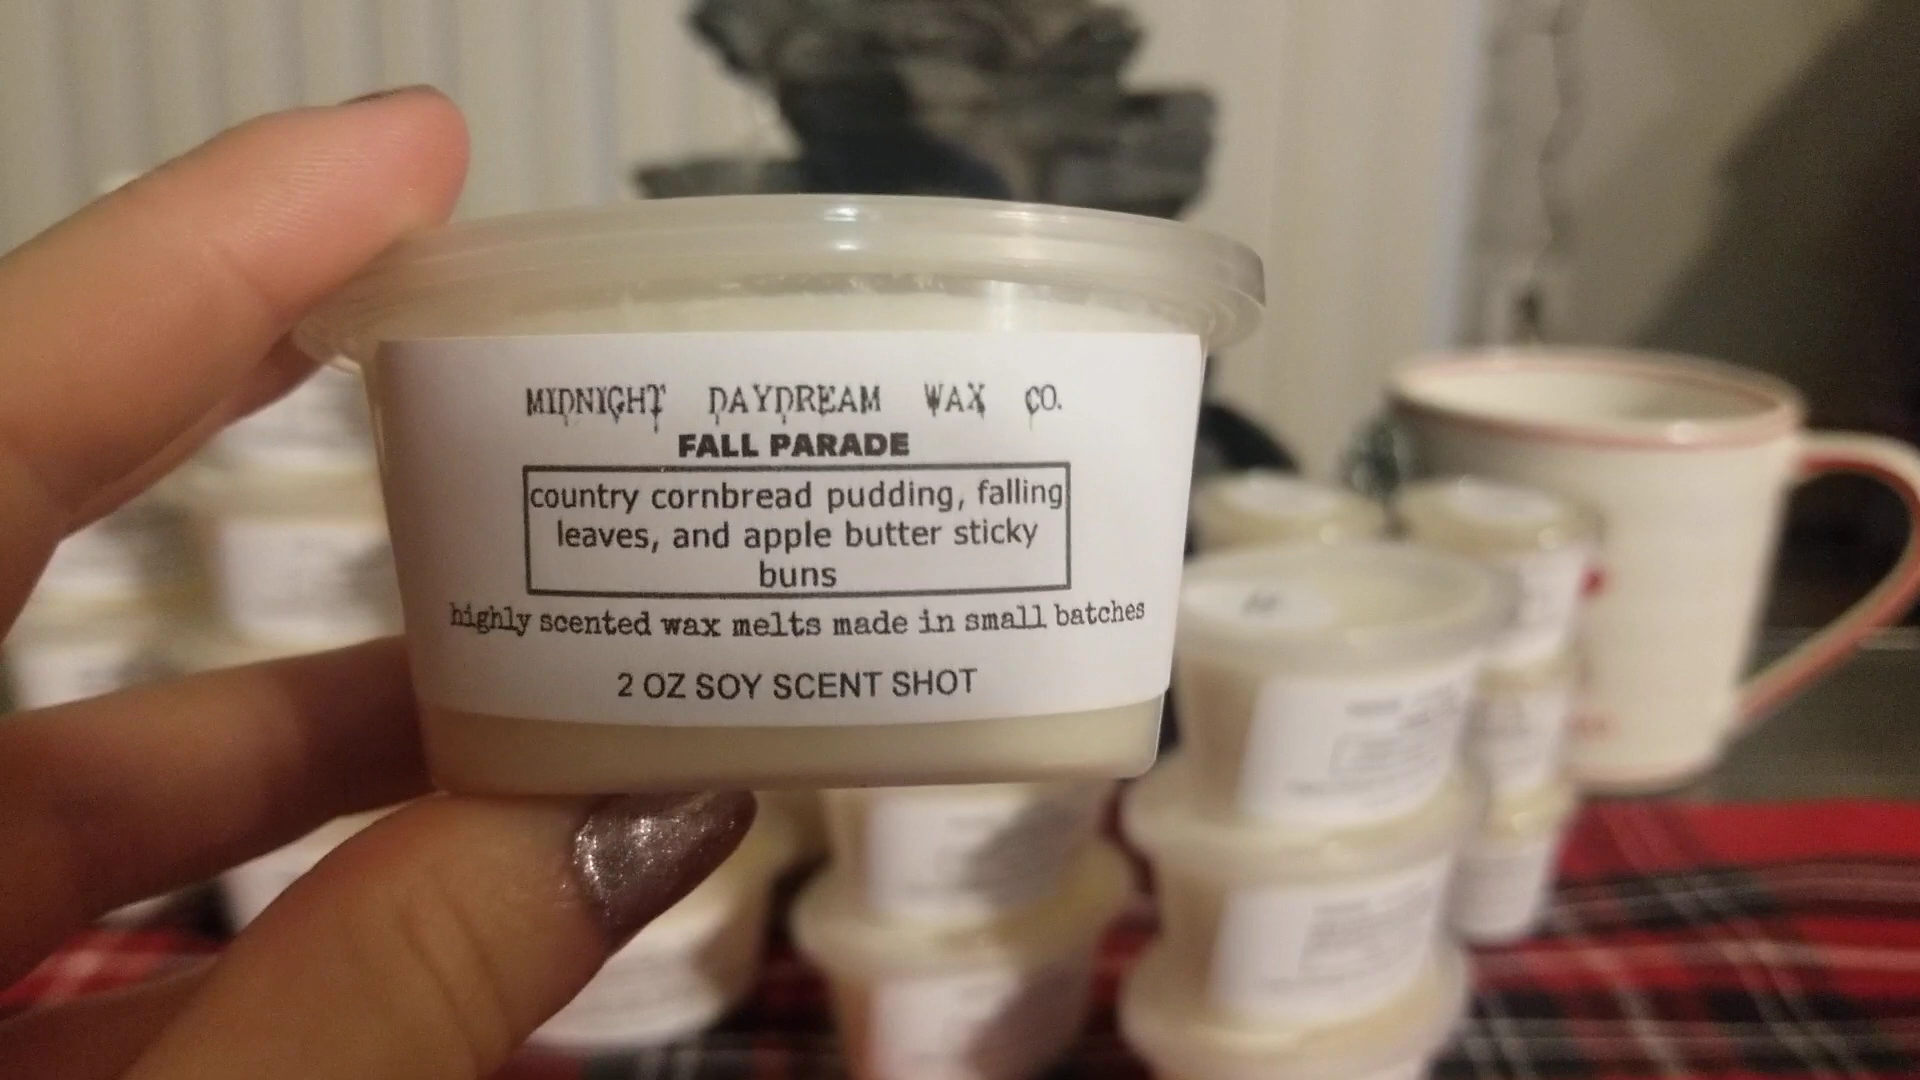 MIDNIGHT DAYDREAM WAX CO.
FALL PARADE
country cornbread pudding, falling
leaves, and apple butter sticky
buns
highly scented wax melts made in small batches
2 OZ SOY SCENT SHOT